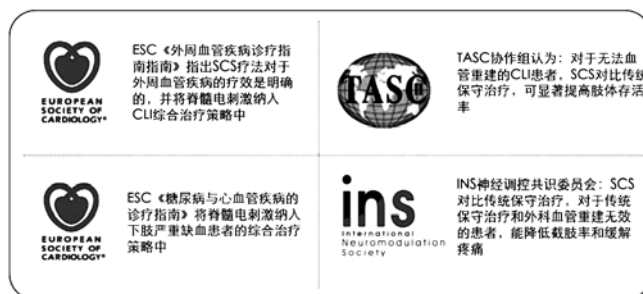 ESC《外周血管疾病诊疗指
南指南》指出SCS疗法对于
外周血管疾病的疗效是明确
的，并将脊髓电刺激纳入
CLI综合治疗策略中
EUROPEAN
SOCIETY OF
CARDIOLOGY®
TASC
TASC协作组认为：对于无法血
管重建的CLI患者，SCS对比传统
保守治疗，可显著提高肢体存活
率
ESC《糖尿病与心血管疾病的
诊疗指南》将脊髓电刺激纳入
下肢严重缺血患者的综合治疗
策略中
EUROPEAN
SOCIETY OF
CARDIOLOGY®
ins
International
Neuromodulation
Society
INS神经调控共识委员会：SCS
对比传统保守治疗，对于传统
保守治疗和外科血管重建无效
的患者，能降低截肢率和缓解
疼痛